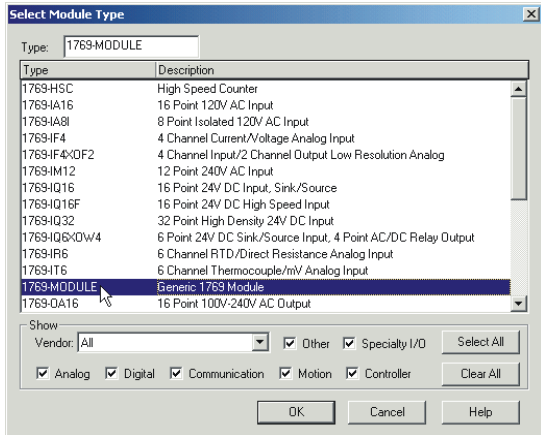 Select Module Type
Type: 1769-MODULE
Type Description
1769-HSC High Speed Counter
1769-IA16 16 Point 120V AC Input
1769-IA8I 8 Point Isolated 120V AC Input
1769-IF4 4 Channel Current/Voltage Analog Input
1769-IF4XOF2 4 Channel Input/2 Channel Output Low Resolution Analog
1769-IM12 12 Point 240V AC Input
1769-IQ16 16 Point 24V DC Input, Sink/Source
1769-IQ16F 16 Point 24V DC High Speed Input
1769-IQ32 32 Point High Density 24V DC Input
1769-IQ6XOW4 6 Point 24V DC Sink/Source Input, 4 Point AC/DC Relay Output
1769-IR6 6 Channel RTD/Direct Resistance Analog Input
1769-IT6 6 Channel Thermocouple/mV Analog Input
1769-MODULE Generic 1769 Module
1769-OA16 16 Point 100V-240V AC Output
Show
Vendor: All Other Specialty I/O Select All
Analog Digital Communication Motion Controller Clear All
OK Cancel Help